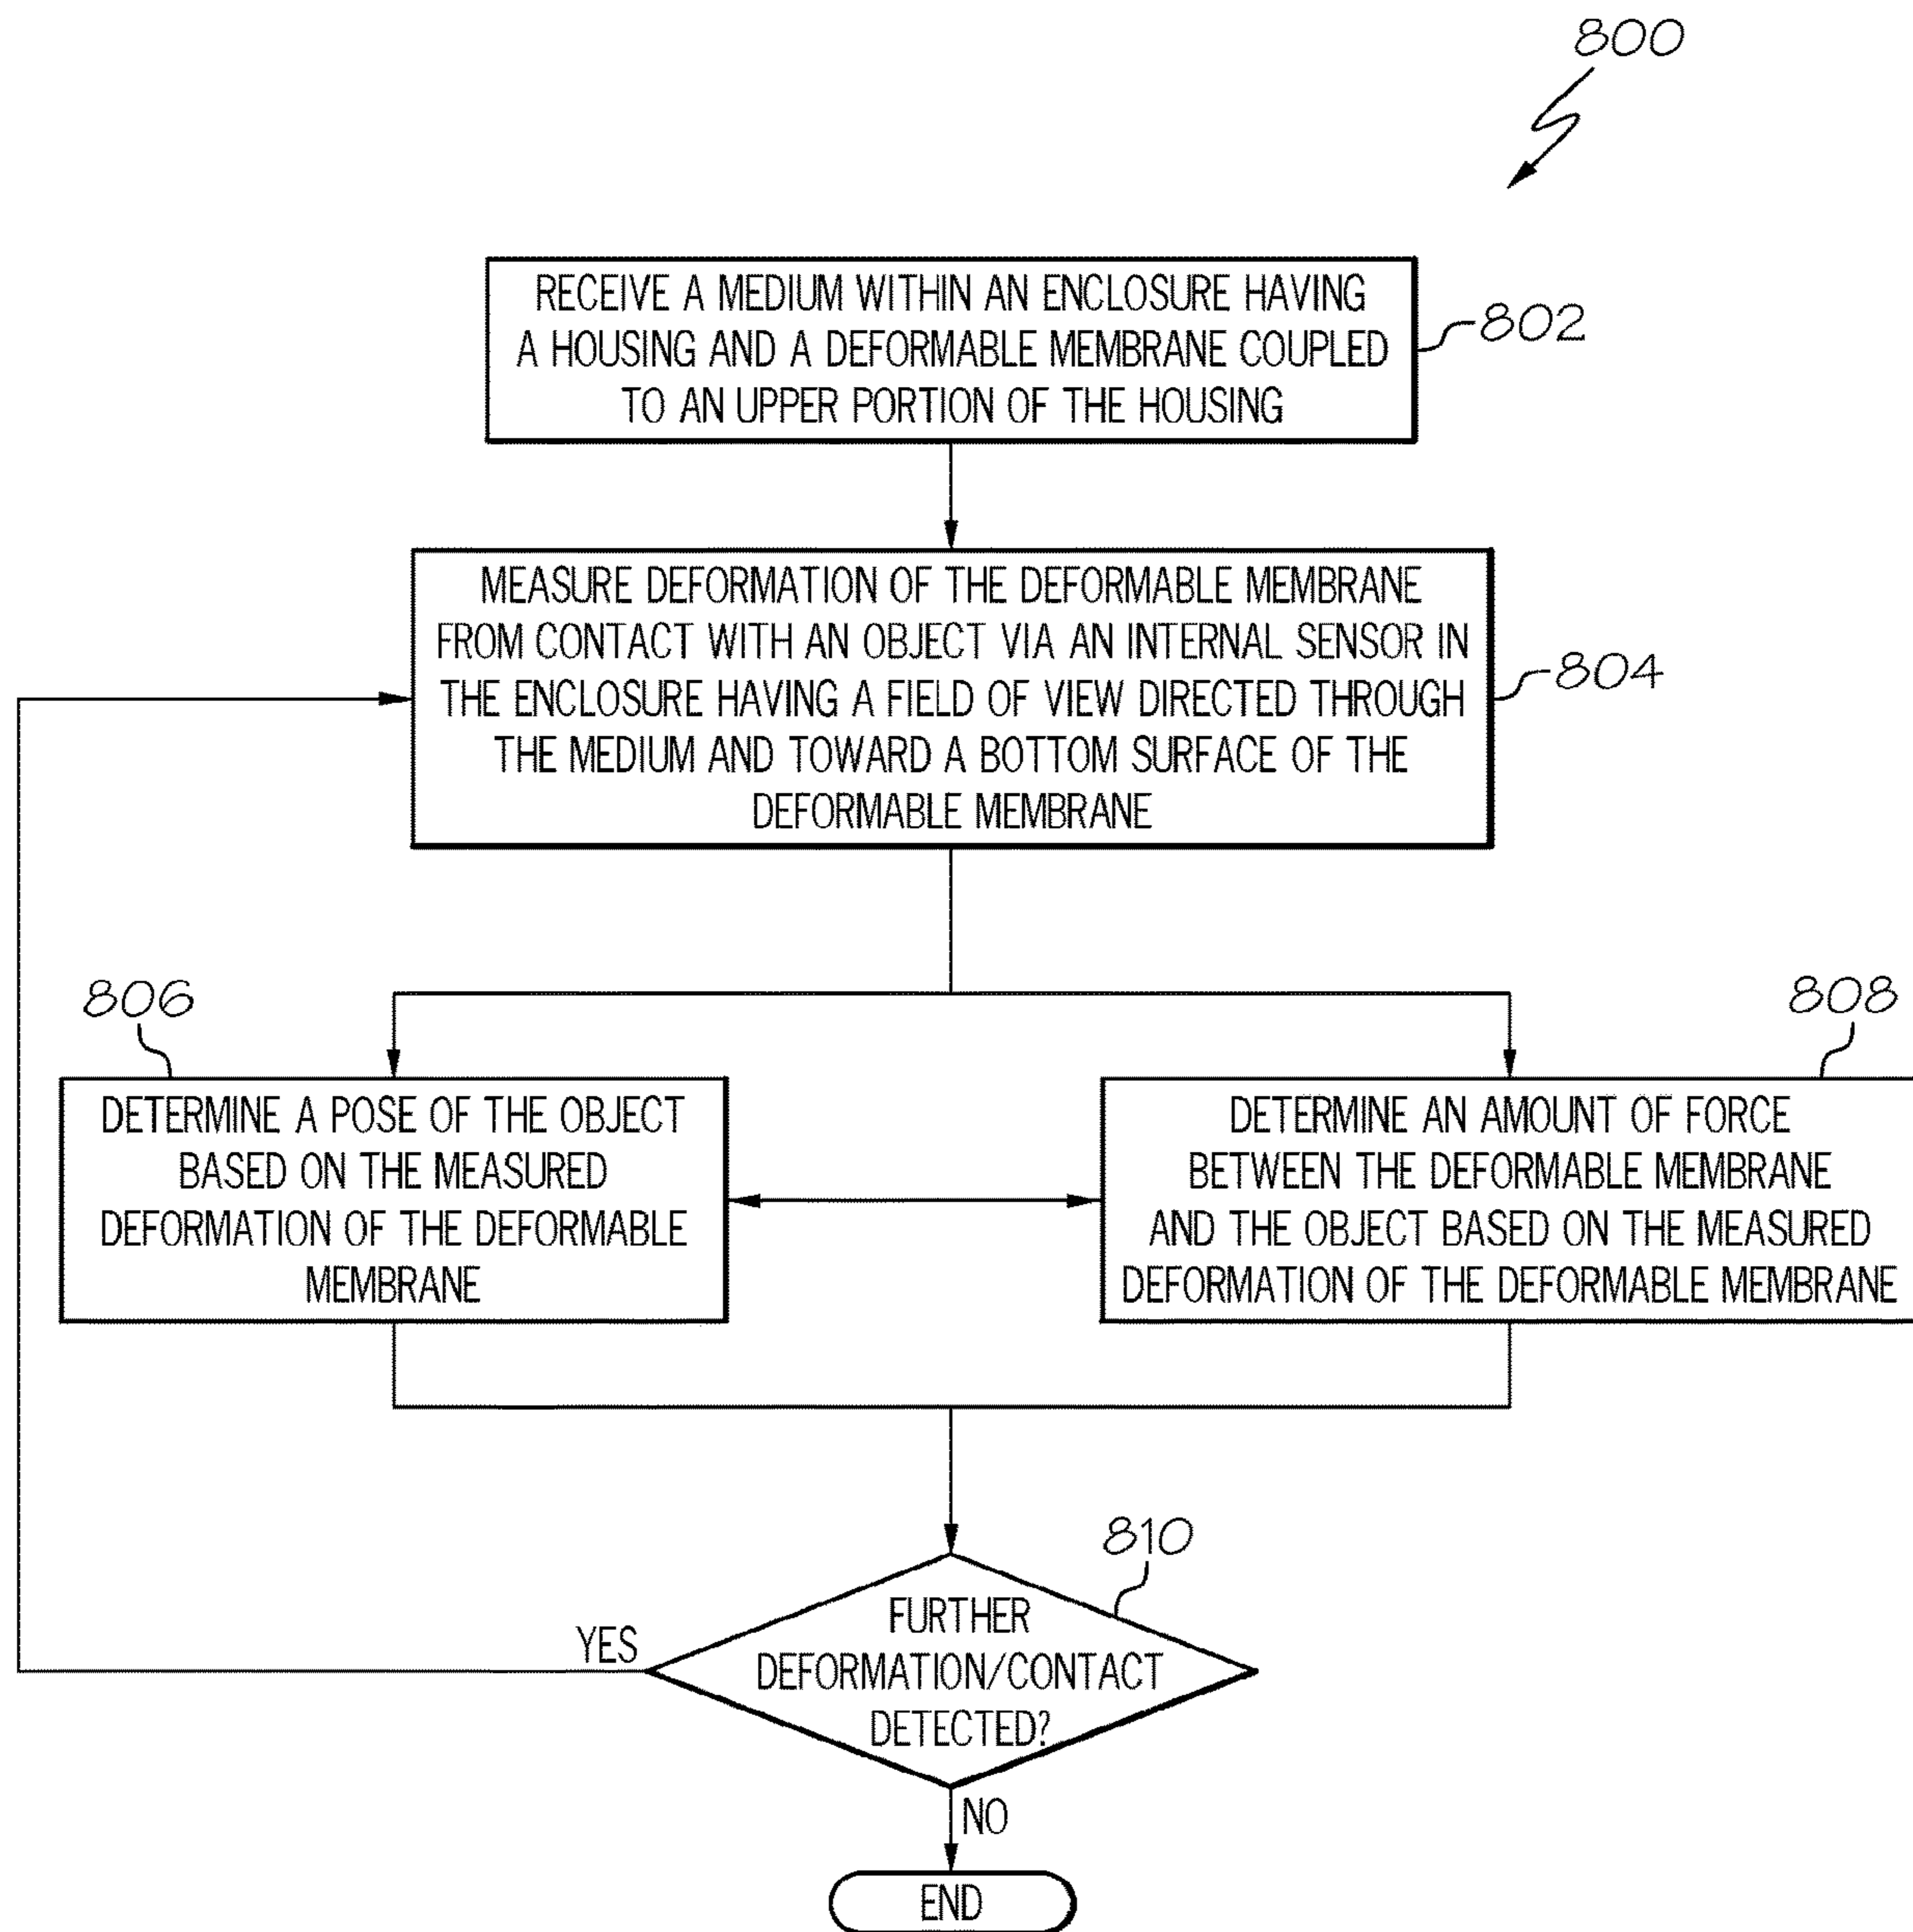 800
RECEIVE A MEDIUM WITHIN AN ENCLOSURE HAVING
A HOUSING AND A DEFORMABLE MEMBRANE COUPLED
TO AN UPPER PORTION OF THE HOUSING
802
MEASURE DEFORMATION OF THE DEFORMABLE MEMBRANE
FROM CONTACT WITH AN OBJECT VIA AN INTERNAL SENSOR IN
THE ENCLOSURE HAVING A FIELD OF VIEW DIRECTED THROUGH
THE MEDIUM AND TOWARD A BOTTOM SURFACE OF THE
DEFORMABLE MEMBRANE
804
806
DETERMINE A POSE OF THE OBJECT
BASED ON THE MEASURED
DEFORMATION OF THE DEFORMABLE
MEMBRANE
808
DETERMINE AN AMOUNT OF FORCE
BETWEEN THE DEFORMABLE MEMBRANE
AND THE OBJECT BASED ON THE MEASURED
DEFORMATION OF THE DEFORMABLE MEMBRANE
810
FURTHER
DEFORMATION/CONTACT
DETECTED?
YES
NO
END